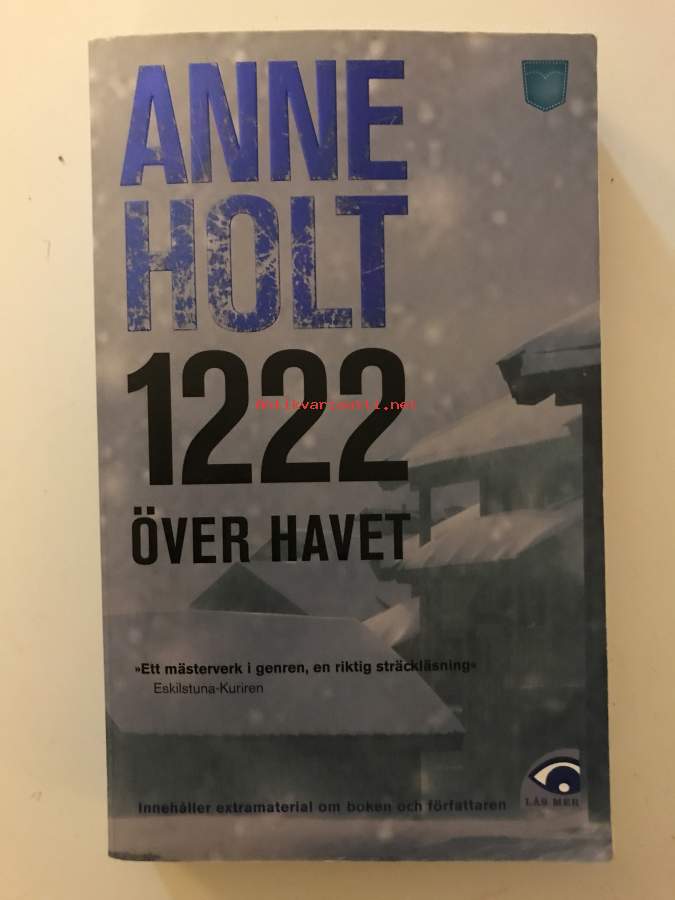 ANNE
HOLT
1222
Antikvariaatti.net
ÖVER HAVET
»Ett mästerverk i genren, en riktig sträckläsning»
Eskilstuna-Kuriren
LÄS MER
Innehåller extramaterial om boken och författaren